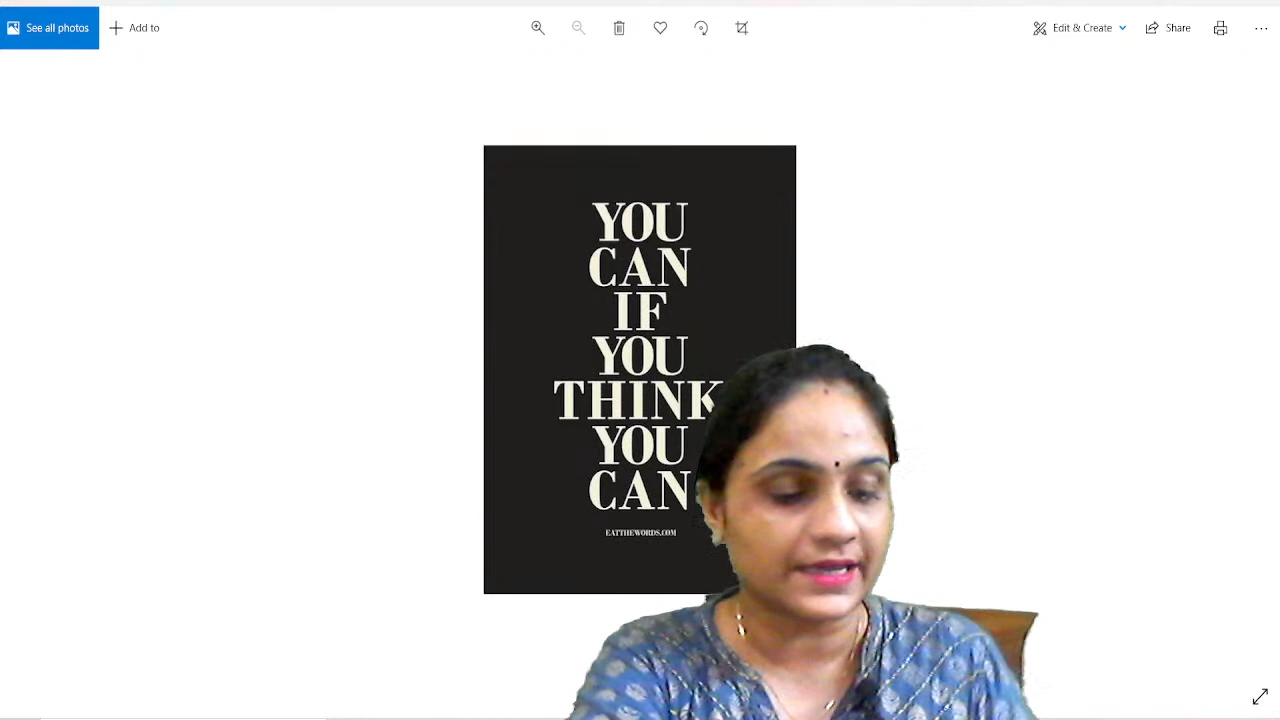 See all photos
Add to
Edit & Create
Share
YOU
CAN
IF
YOU
THINK
YOU
CAN
EATTHEWORDS.COM